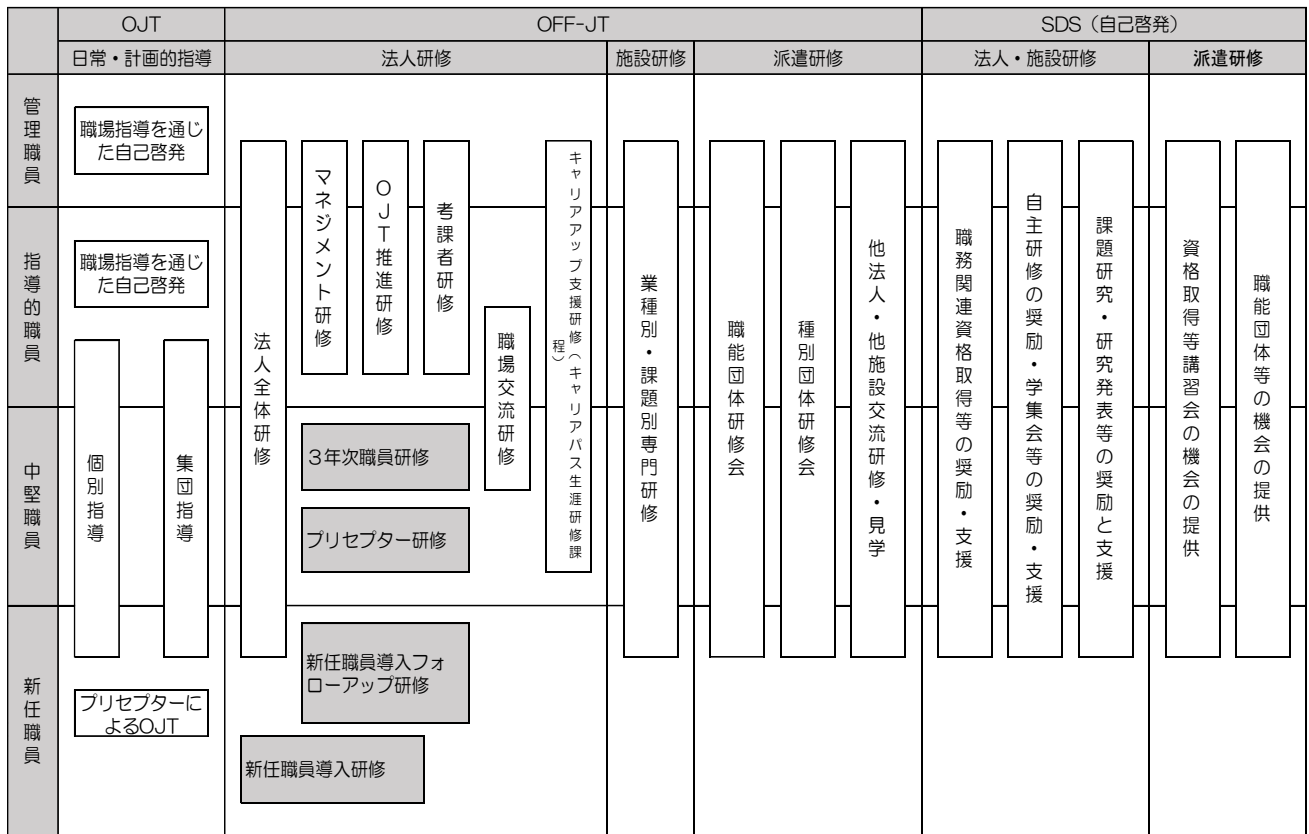 OJT
OFF-JT
SDS（自己啓発）
日常・計画的指導
法人研修
施設研修
派遣研修
法人・施設研修
派遣研修
管理職員
職場指導を通じ
た自己啓発
指導的職員
職場指導を通じ
た自己啓発
中堅職員
個別指導
集団指導
新任職員
プリセプターに
よるOJT
法人全体研修
マネジメント研修
OJT推進研修
考課者研修
職場交流研修
キャリアアップ支援研修（キャリアパス生涯研修課
程）
3年次職員研修
プリセプター研修
新任職員導入フォ
ローアップ研修
新任職員導入研修
業種別・課題別専門研修
職能団体研修会
種別団体研修会
他法人・他施設交流研修・見学
職務関連資格取得等の奨励・支援
自主研修の奨励・学集会等の奨励・支援
課題研究・研究発表等の奨励と支援
資格取得等講習会の機会の提供
職能団体等の機会の提供